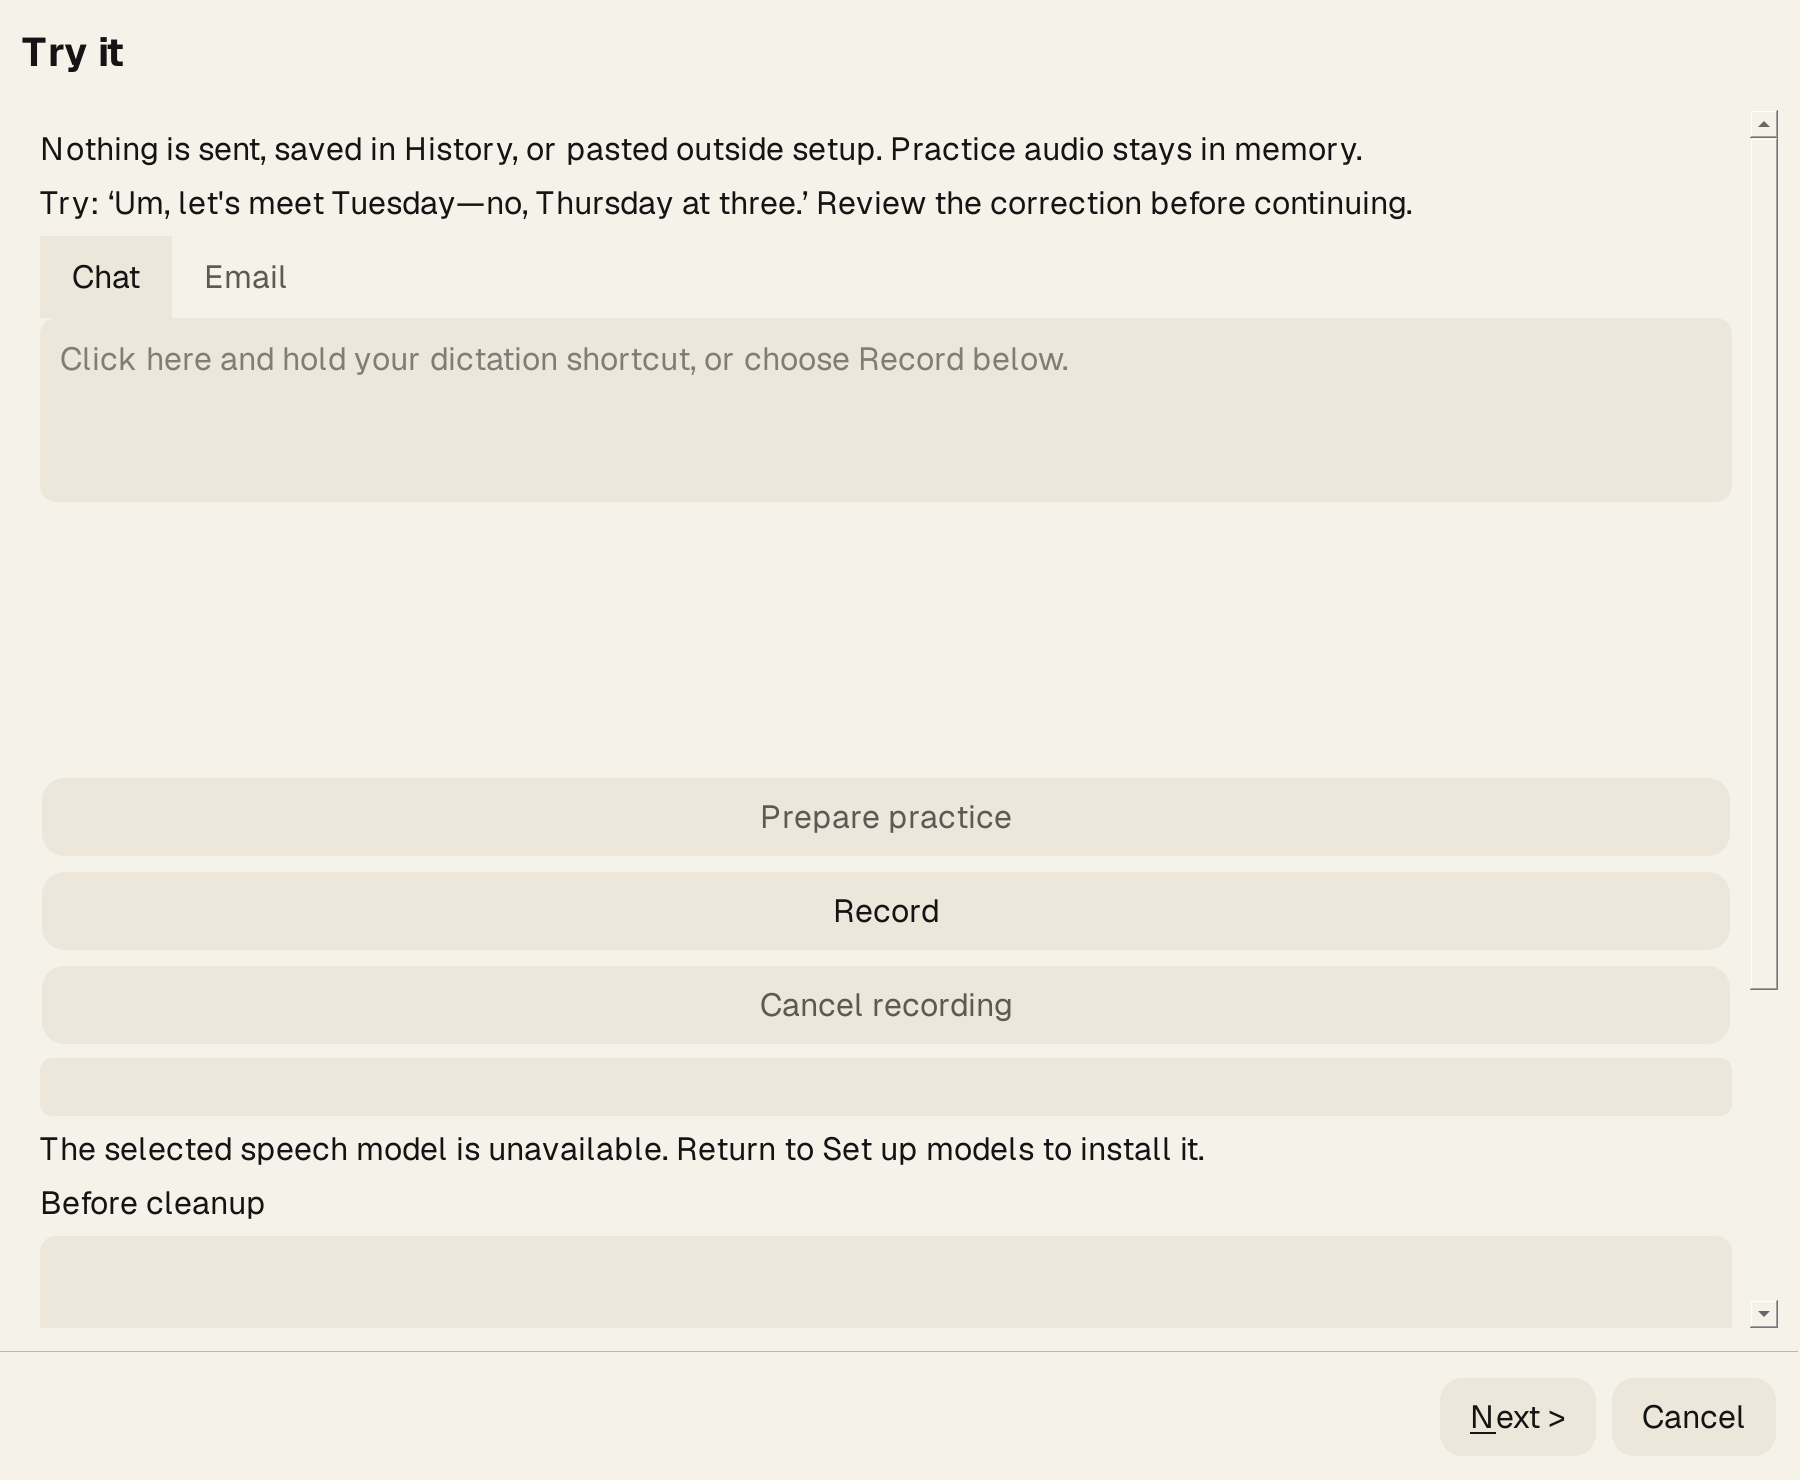 Try it
Nothing is sent, saved in History, or pasted outside setup. Practice audio stays in memory.
Try: ‘Um, let's meet Tuesday—no, Thursday at three.’ Review the correction before continuing.
Chat
Email
Click here and hold your dictation shortcut, or choose Record below.
Prepare practice
Record
Cancel recording
The selected speech model is unavailable. Return to Set up models to install it.
Before cleanup
Next >
Cancel